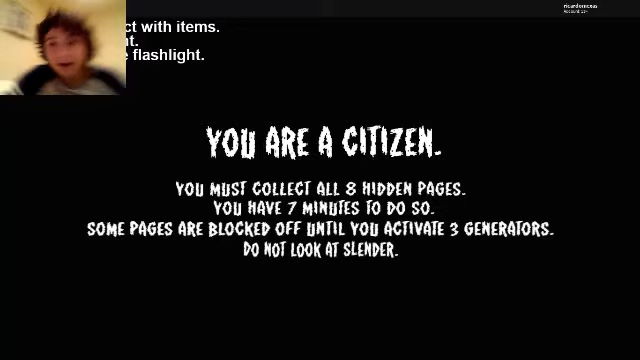 ct with items.
t.
flashlight.
YOU ARE A CITIZEN.
YOU MUST COLLECT ALL 8 HIDDEN PAGES.
YOU HAVE 7 MINUTES TO DO SO.
SOME PAGES ARE BLOCKED OFF UNTIL YOU ACTIVATE 3 GENERATORS.
DO NOT LOOK AT SLENDER.